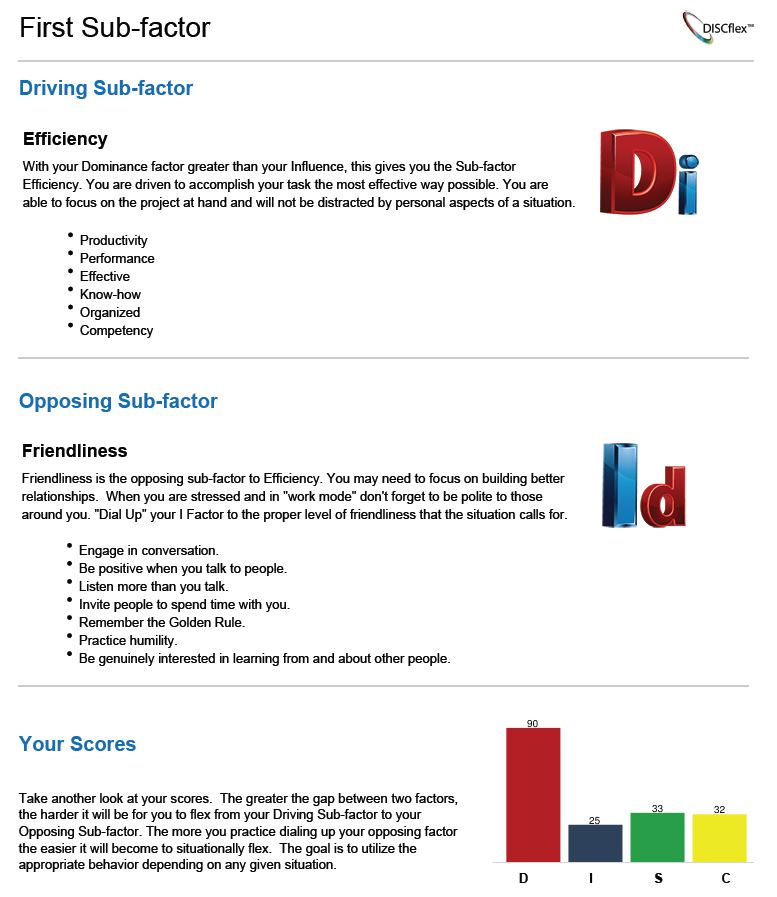 First Sub-factor
DISCflex™
Driving Sub-factor
Efficiency
With your Dominance factor greater than your Influence, this gives you the Sub-factor
Efficiency. You are driven to accomplish your task the most effective way possible. You are
able to focus on the project at hand and will not be distracted by personal aspects of a situation.
Di
• Productivity
• Performance
• Effective
• Know-how
• Organized
• Competency
Opposing Sub-factor
Friendliness
Friendliness is the opposing sub-factor to Efficiency. You may need to focus on building better
relationships.  When you are stressed and in "work mode" don't forget to be polite to those
around you. "Dial Up" your I Factor to the proper level of friendliness that the situation calls for.
Id
• Engage in conversation.
• Be positive when you talk to people.
• Listen more than you talk.
• Invite people to spend time with you.
• Remember the Golden Rule.
• Practice humility.
• Be genuinely interested in learning from and about other people.
Your Scores
Take another look at your scores.  The greater the gap between two factors,
the harder it will be for you to flex from your Driving Sub-factor to your
Opposing Sub-factor. The more you practice dialing up your opposing factor
the easier it will become to situationally flex.  The goal is to utilize the
appropriate behavior depending on any given situation.
90
25
33
32
D I S C